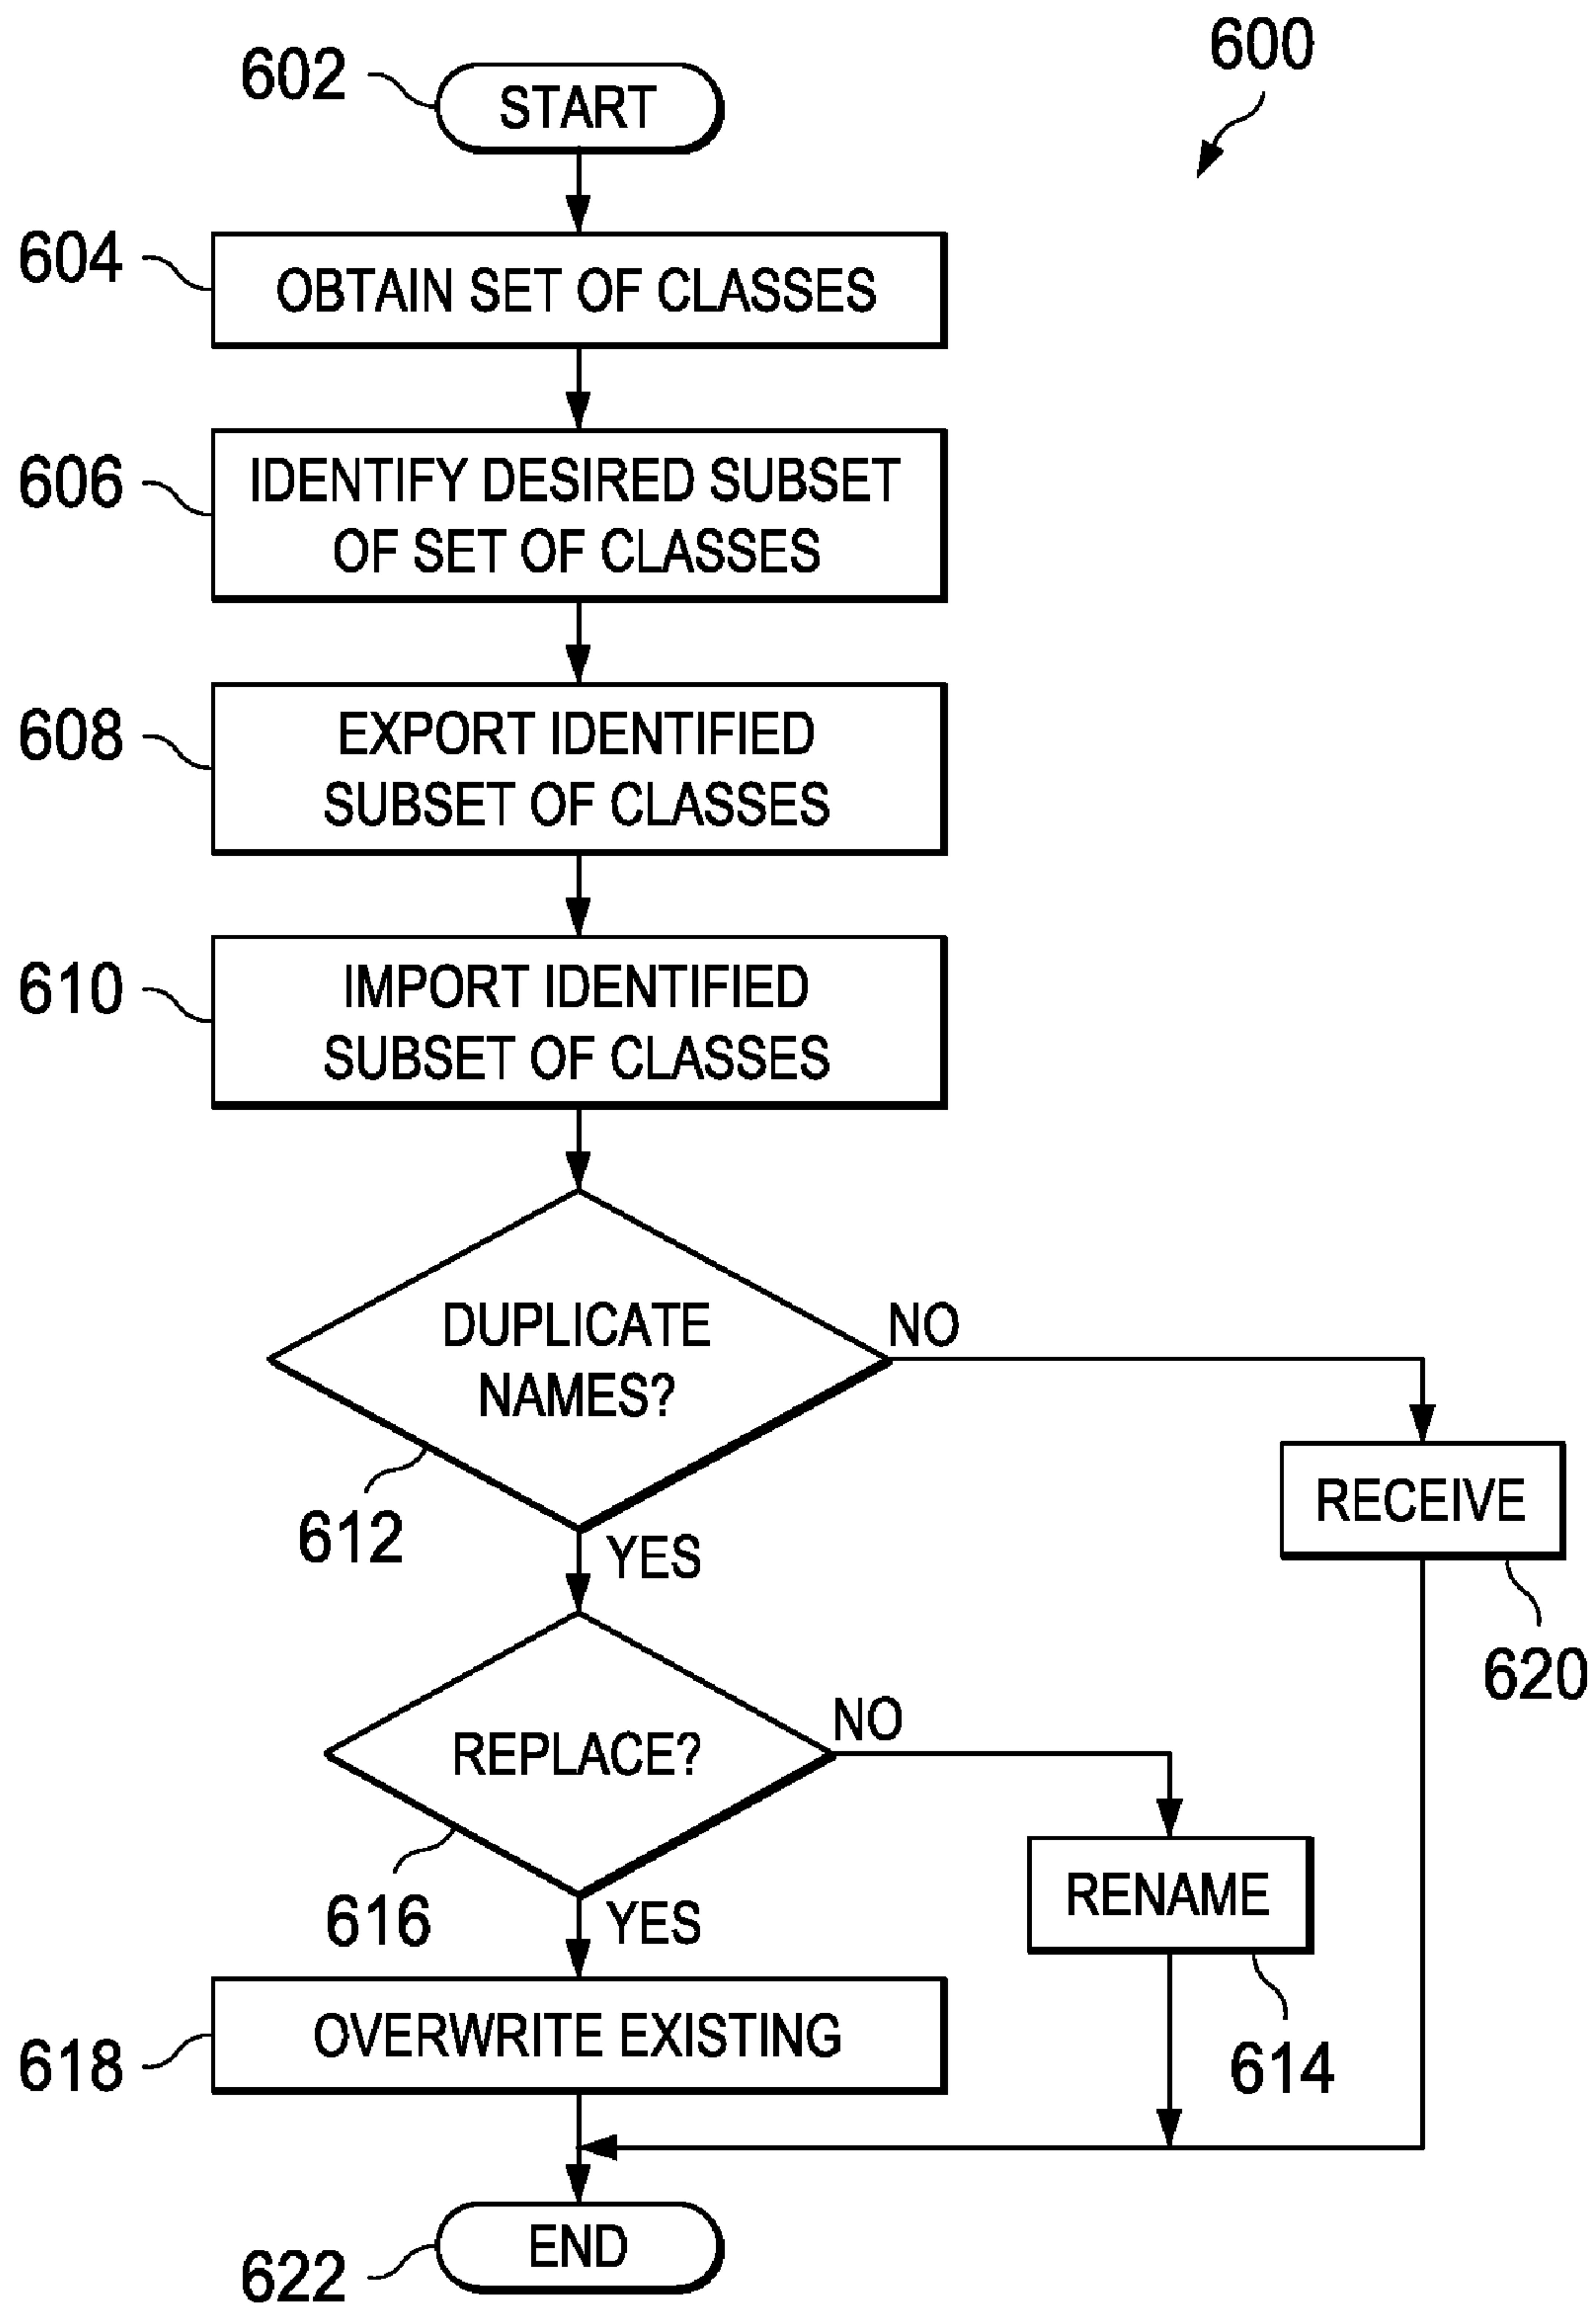 600
602
START
604
OBTAIN SET OF CLASSES
606
IDENTIFY DESIRED SUBSET
OF SET OF CLASSES
608
EXPORT IDENTIFIED
SUBSET OF CLASSES
610
IMPORT IDENTIFIED
SUBSET OF CLASSES
DUPLICATE
NAMES?
NO
612
YES
RECEIVE
620
REPLACE?
NO
616
YES
RENAME
614
618
OVERWRITE EXISTING
END
622